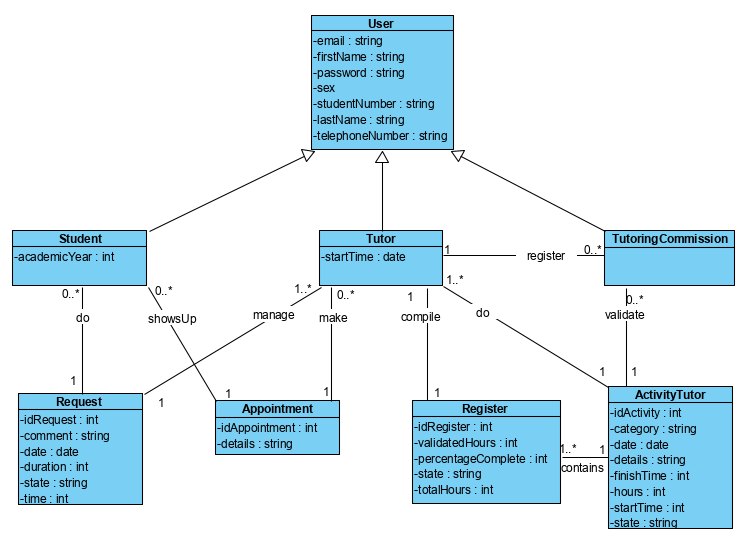 User
-email : string
-firstName : string
-password : string
-sex
-studentNumber : string
-lastName : string
-telephoneNumber : string
Student
-academicYear : int
Tutor
-startTime : date
TutoringCommission
1
register
0..*
0..*
do
1
0..*
showsUp
1
1..*
manage
1
0..*
make
1
1
compile
1
1..*
do
1
0..*
validate
1
Request
-idRequest : int
-comment : string
-date : date
-duration : int
-state : string
-time : int
Appointment
-idAppointment : int
-details : string
Register
-idRegister : int
-validatedHours : int
-percentageComplete : int
-state : string
-totalHours : int
1..*
contains
1
ActivityTutor
-idActivity : int
-category : string
-date : date
-details : string
-finishTime : int
-hours : int
-startTime : int
-state : string